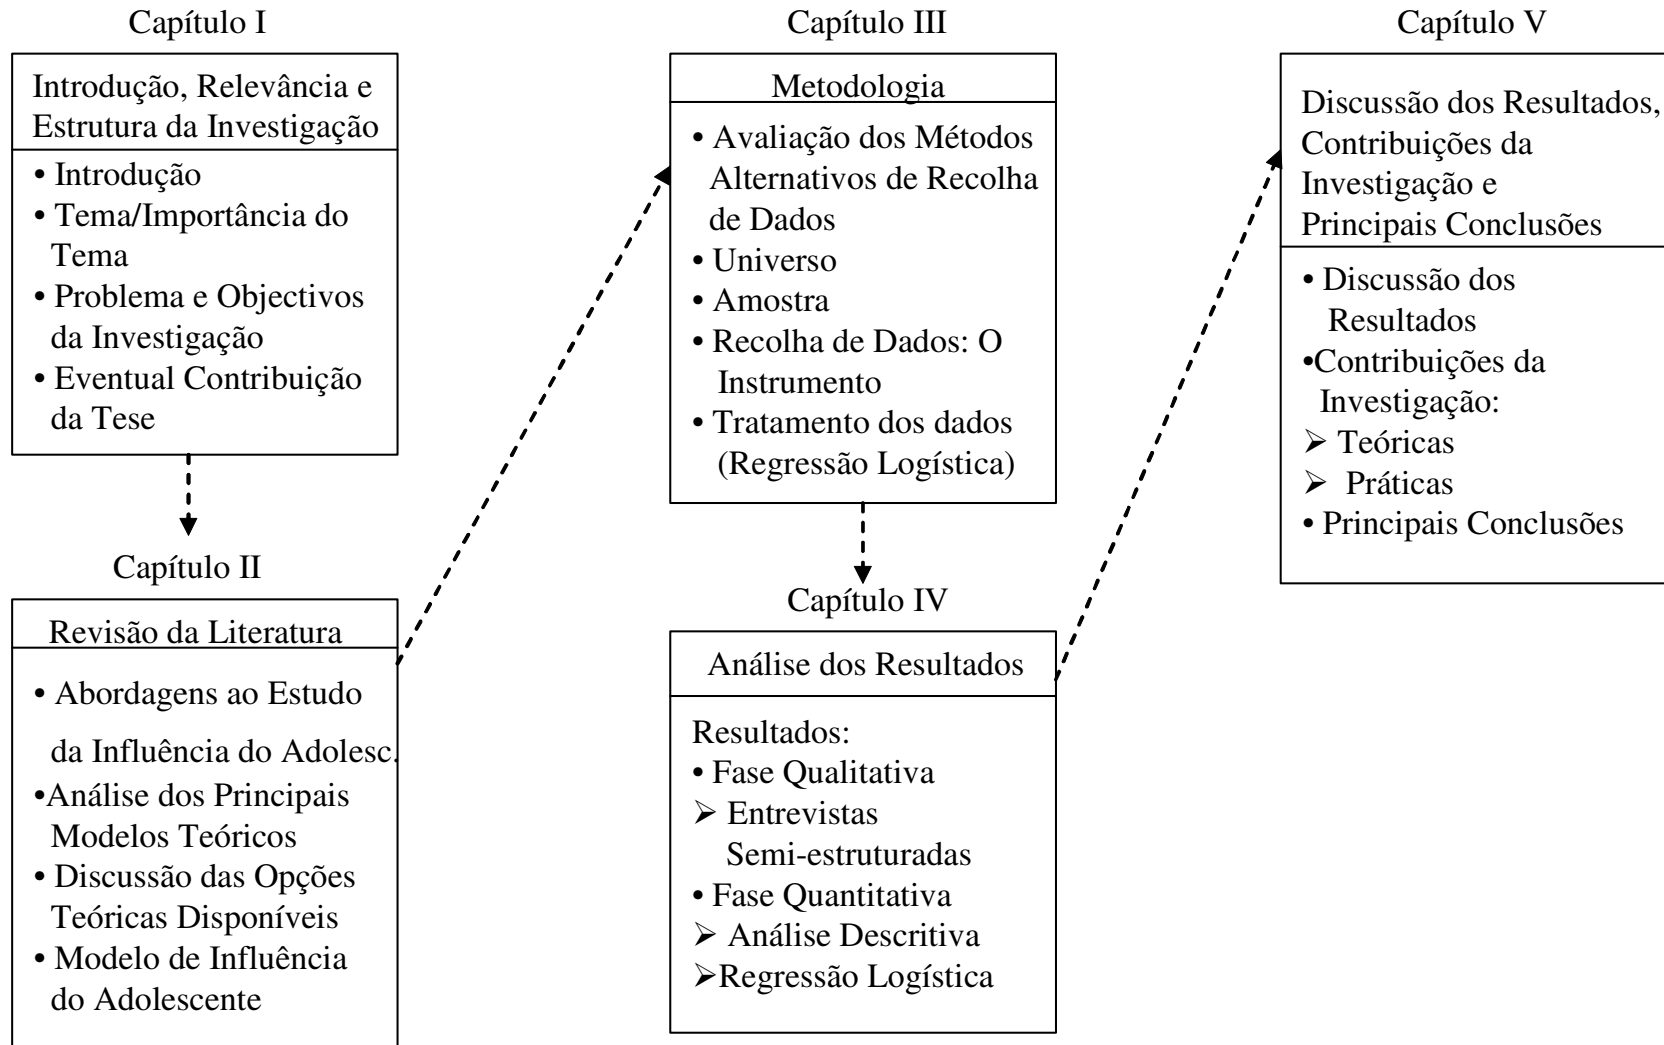 Capítulo I
Introdução, Relevância e
Estrutura da Investigação
• Introdução
• Tema/Importância do
Tema
• Problema e Objectivos
da Investigação
• Eventual Contribuição
da Tese
Capítulo II
Revisão da Literatura
• Abordagens ao Estudo
da Influência do Adolesc.
•Análise dos Principais
Modelos Teóricos
• Discussão das Opções
Teóricas Disponíveis
• Modelo de Influência
do Adolescente
Capítulo III
Metodologia
• Avaliação dos Métodos
Alternativos de Recolha
de Dados
• Universo
• Amostra
• Recolha de Dados: O
Instrumento
• Tratamento dos dados
(Regressão Logística)
Capítulo IV
Análise dos Resultados
Resultados:
• Fase Qualitativa
➢ Entrevistas
Semi-estruturadas
• Fase Quantitativa
➢ Análise Descritiva
➢Regressão Logística
Capítulo V
Discussão dos Resultados,
Contribuições da
Investigação e
Principais Conclusões
• Discussão dos
Resultados
•Contribuições da
Investigação:
➢ Teóricas
➢ Práticas
• Principais Conclusões